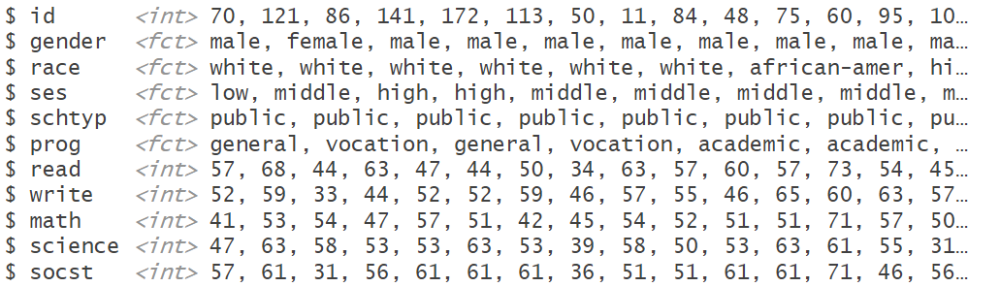 $ id      <int> 70, 121, 86, 141, 172, 113, 50, 11, 84, 48, 75, 60, 95, 10…
$ gender  <fct> male, female, male, male, male, male, male, male, male, ma…
$ race    <fct> white, white, white, white, white, white, african-amer, hi…
$ ses     <fct> low, middle, high, high, middle, middle, middle, middle, m…
$ schtyp  <fct> public, public, public, public, public, public, public, pu…
$ prog    <fct> general, vocation, general, vocation, academic, academic, …
$ read    <int> 57, 68, 44, 63, 47, 44, 50, 34, 63, 57, 60, 57, 73, 54, 45…
$ write   <int> 52, 59, 33, 44, 52, 52, 59, 46, 57, 55, 46, 65, 60, 63, 57…
$ math    <int> 41, 53, 54, 47, 57, 51, 42, 45, 54, 52, 51, 51, 71, 57, 50…
$ science <int> 47, 63, 58, 53, 53, 63, 53, 39, 58, 50, 53, 63, 61, 55, 31…
$ socst   <int> 57, 61, 31, 56, 61, 61, 61, 36, 51, 51, 61, 61, 71, 46, 56…